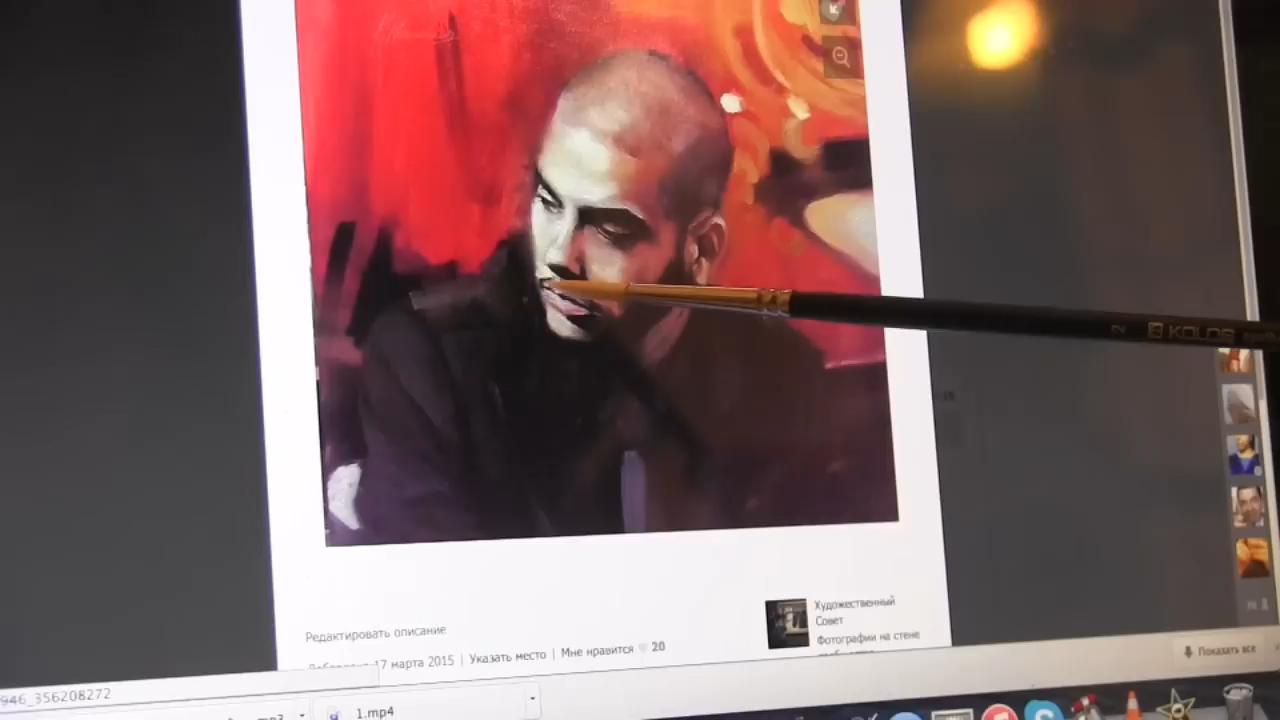 2 KOLOS
Художественный
Совет
Фотографии на стене
Редактировать описание
17 марта 2015 | Указать место | Мне нравится 20
Показать все
946_356208272
1.mp4